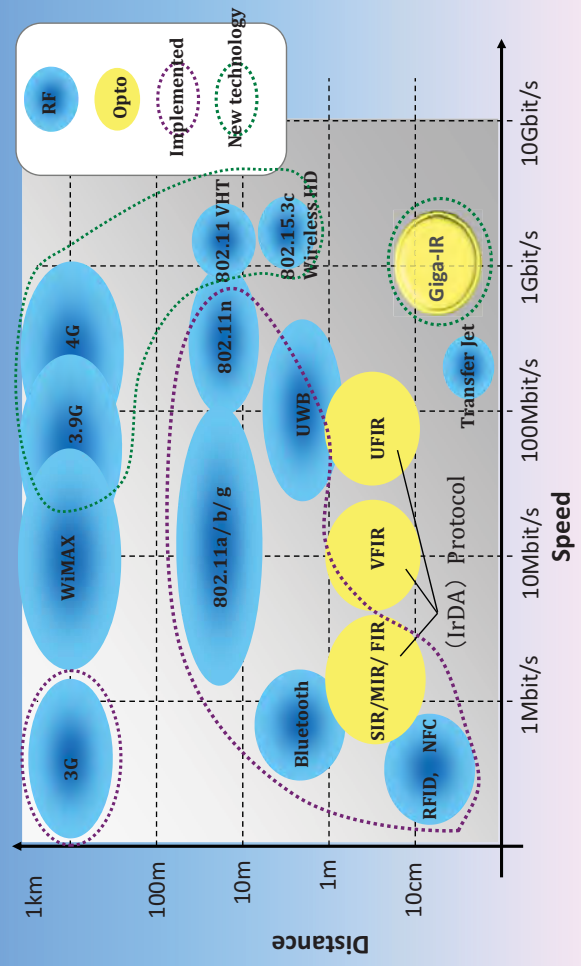 RF
Opto
Implemented
New technology
Distance
1km
100m
10m
1m
10cm
3G
WiMAX
3.9G
4G
802.11a/ b/ g
802.11n
802.11 VHT
Bluetooth
UWB
802.15.3c
Wireless HD
SIR/MIR/ FIR
VFIR
UFIR
Giga-IR
RFID, NFC
Transfer Jet
（IrDA）Protocol
1Mbit/s
10Mbit/s
100Mbit/s
1Gbit/s
10Gbit/s
Speed